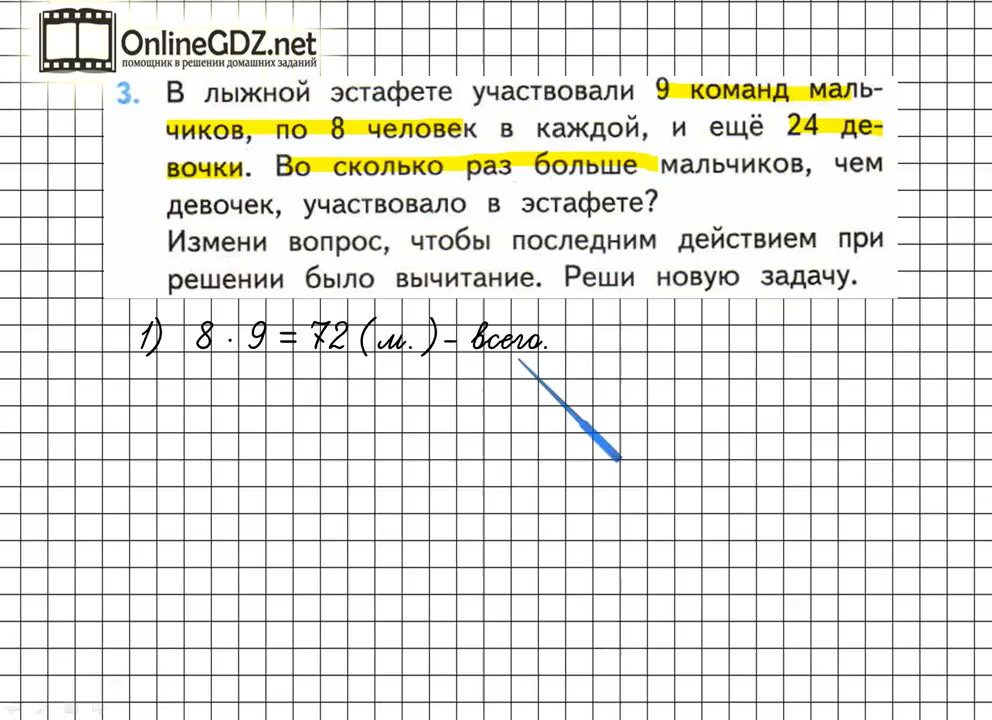 OnlineGDZ.net
помощник в решении домашних заданий
3. В лыжной эстафете участвовали 9 команд маль-
чиков, по 8 человек в каждой, и ещё 24 де-
вочки. Во сколько раз больше мальчиков, чем
девочек, участвовало в эстафете?
Измени вопрос, чтобы последним действием при
решении было вычитание. Реши новую задачу.
1) 8 · 9 = 72 (м.) – всего.